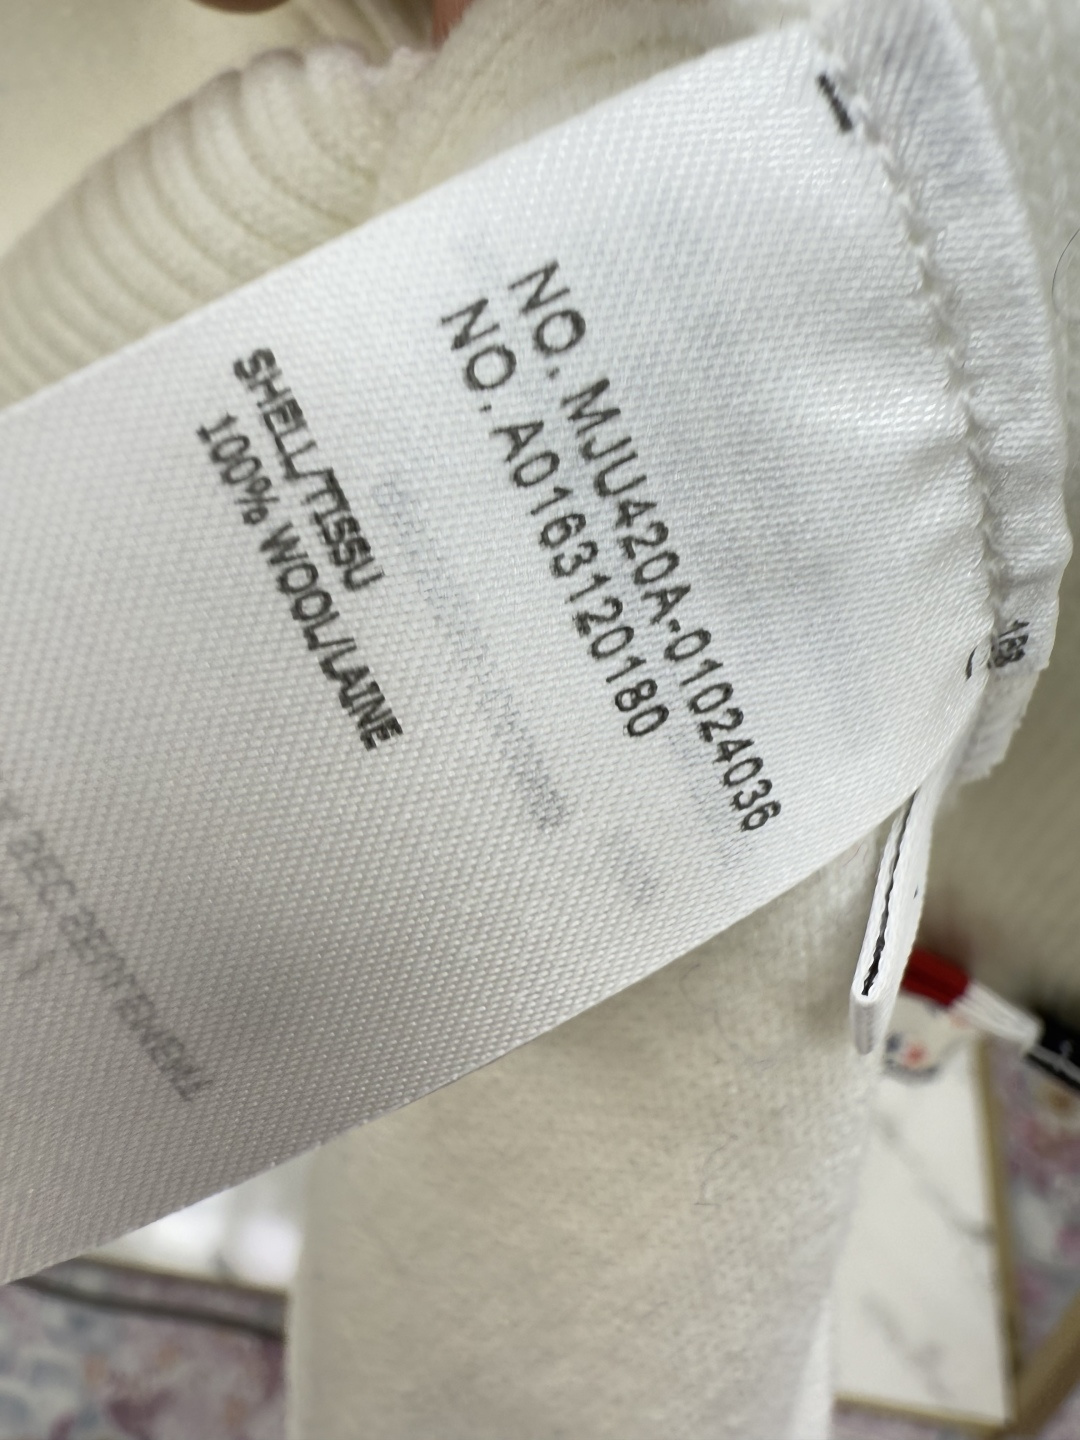 NO. MJU420A-01024036
NO. A0163120180
SHELL/TISSU
100% WOOL/LAINE